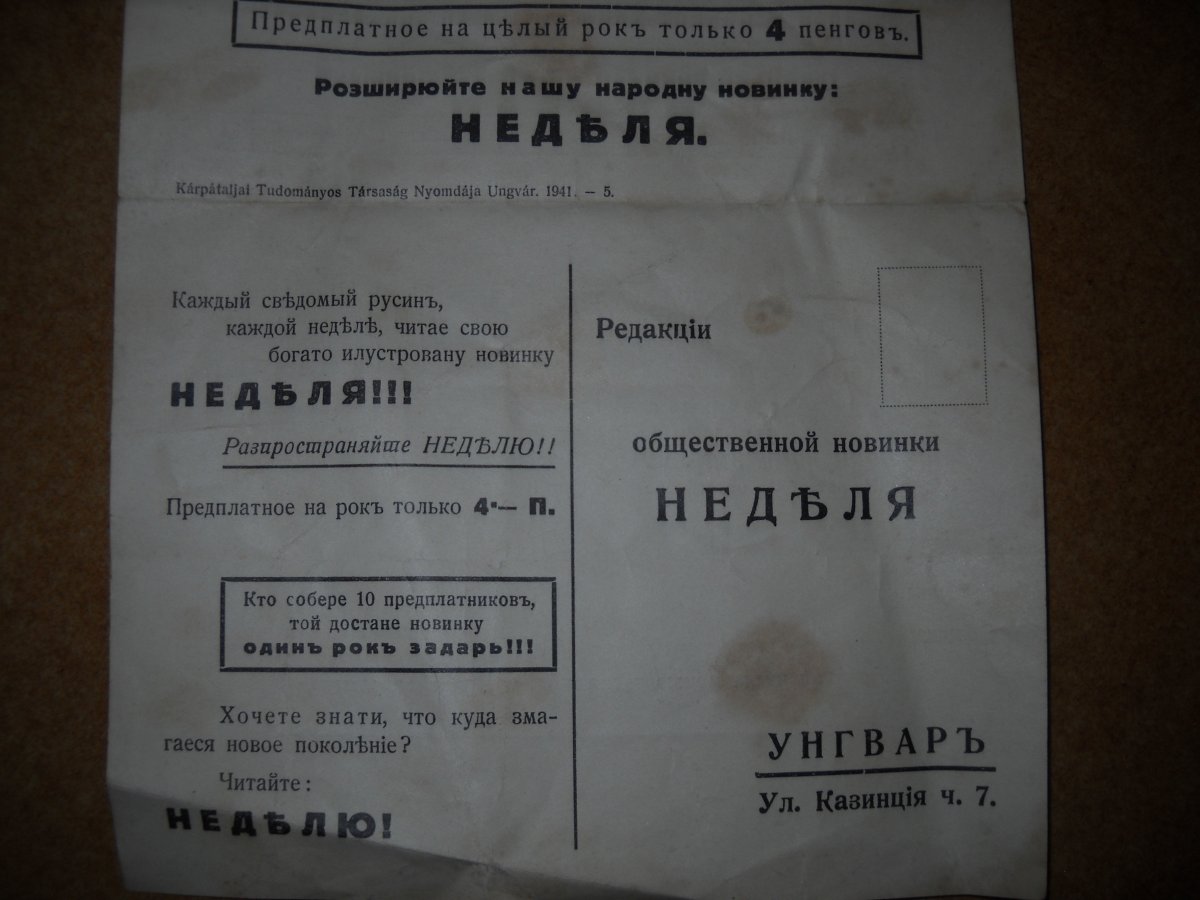 Предплатное на цѣлый рокъ только 4 пенговъ.
Розширюйте нашу народну новинку:
НЕДѢЛЯ.
Kárpátaljai Tudományos Társaság Nyomdája Ungvár. 1941. — 5.
Каждый свѣдомый русинъ,
каждой недѣлѣ, читае свою
богато илустровану новинку
НЕДѢЛЯ!!!
Разпространяйте НЕДѢЛЮ!!
Предплатное на рокъ только 4·— П.
Кто собере 10 предплатниковъ,
той достане новинку
одинъ рокъ задарь!!!
Хочете знати, что куда зма-
гаеся новое поколѣніе?
Читайте:
НЕДѢЛЮ!
Редакціи
общественной новинки
НЕДѢЛЯ
УНГВАРЪ
Ул. Казинція ч. 7.